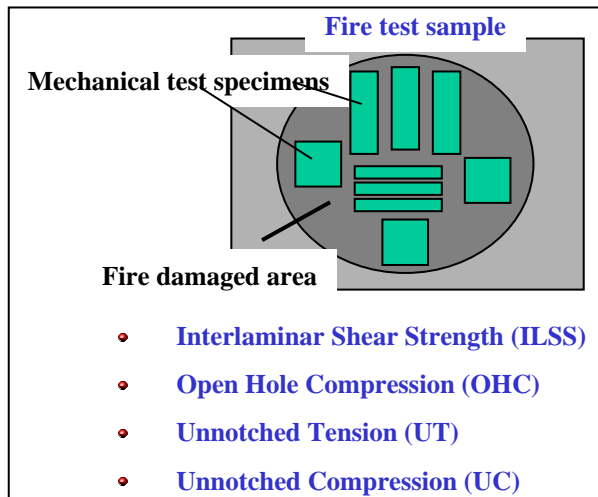 Fire test sample
Mechanical test specimens
Fire damaged area
Interlaminar Shear Strength (ILSS)
Open Hole Compression (OHC)
Unnotched Tension (UT)
Unnotched Compression (UC)